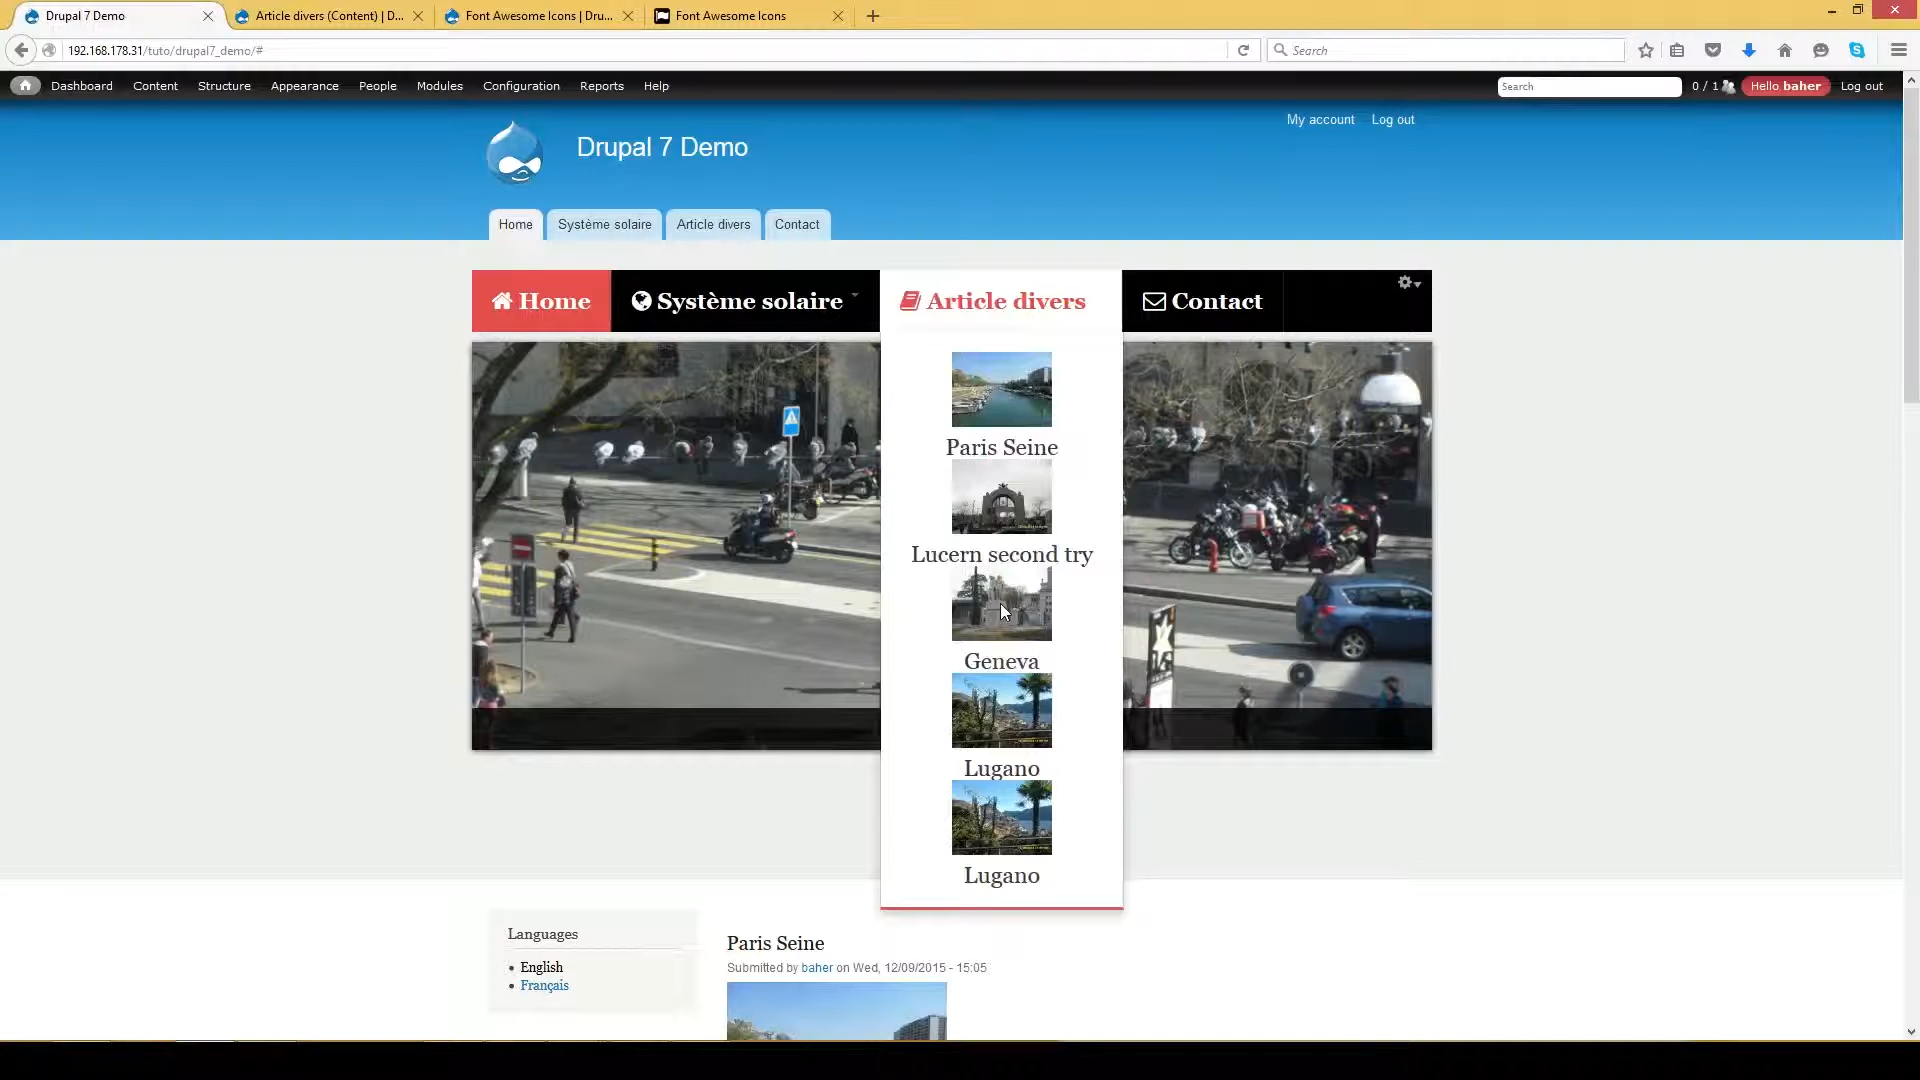 Drupal 7 Demo
Article divers (Content) | D...
Font Awesome Icons | Dru...
Font Awesome Icons
192.168.178.31/tuto/drupal7_demo/#
Search
Dashboard Content Structure Appearance People Modules Configuration Reports Help
Search
0 / 1
Hello baher
Log out
My account Log out
Drupal 7 Demo
Home Système solaire Article divers Contact
Home Système solaire Article divers Contact
Paris Seine
Lucern second try
Geneva
Lugano
Lugano
Languages
English
Français
Paris Seine
Submitted by baher on Wed, 12/09/2015 - 15:05